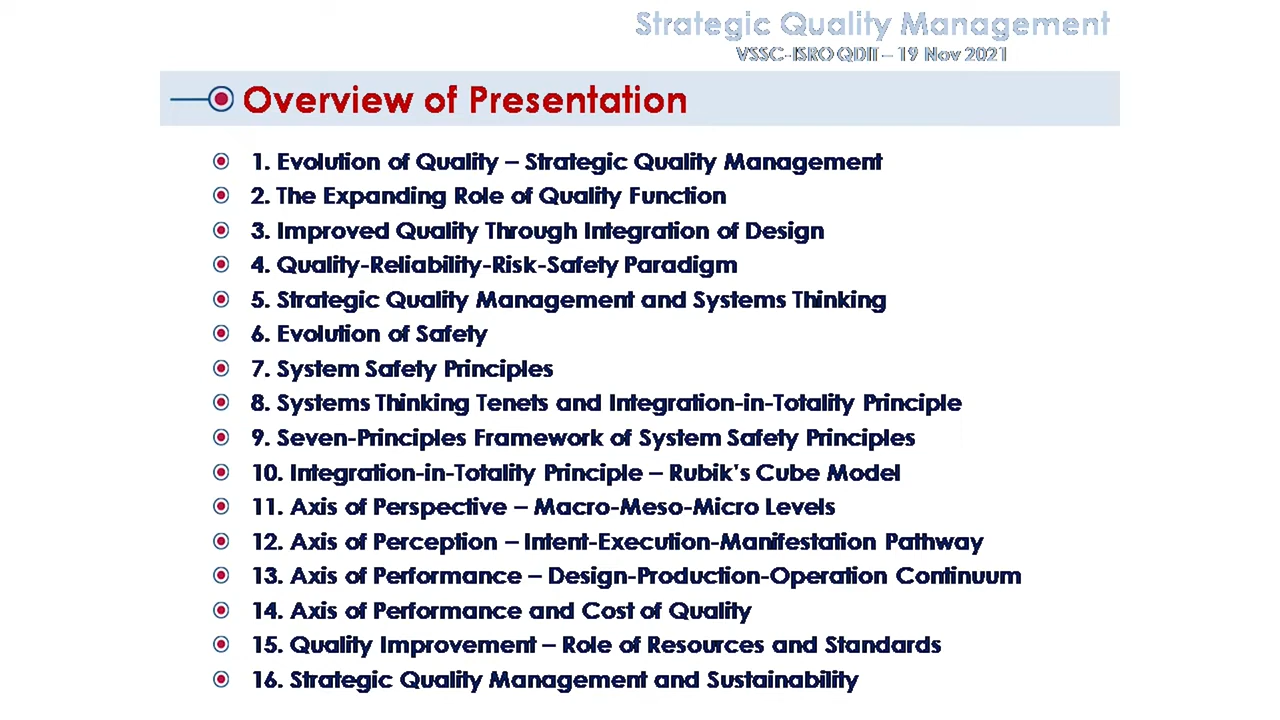 Strategic Quality Management
VSSC-ISRO QDIT – 19 Nov 2021
Overview of Presentation
1. Evolution of Quality – Strategic Quality Management
2. The Expanding Role of Quality Function
3. Improved Quality Through Integration of Design
4. Quality-Reliability-Risk-Safety Paradigm
5. Strategic Quality Management and Systems Thinking
6. Evolution of Safety
7. System Safety Principles
8. Systems Thinking Tenets and Integration-in-Totality Principle
9. Seven-Principles Framework of System Safety Principles
10. Integration-in-Totality Principle – Rubik's Cube Model
11. Axis of Perspective – Macro-Meso-Micro Levels
12. Axis of Perception – Intent-Execution-Manifestation Pathway
13. Axis of Performance – Design-Production-Operation Continuum
14. Axis of Performance and Cost of Quality
15. Quality Improvement – Role of Resources and Standards
16. Strategic Quality Management and Sustainability